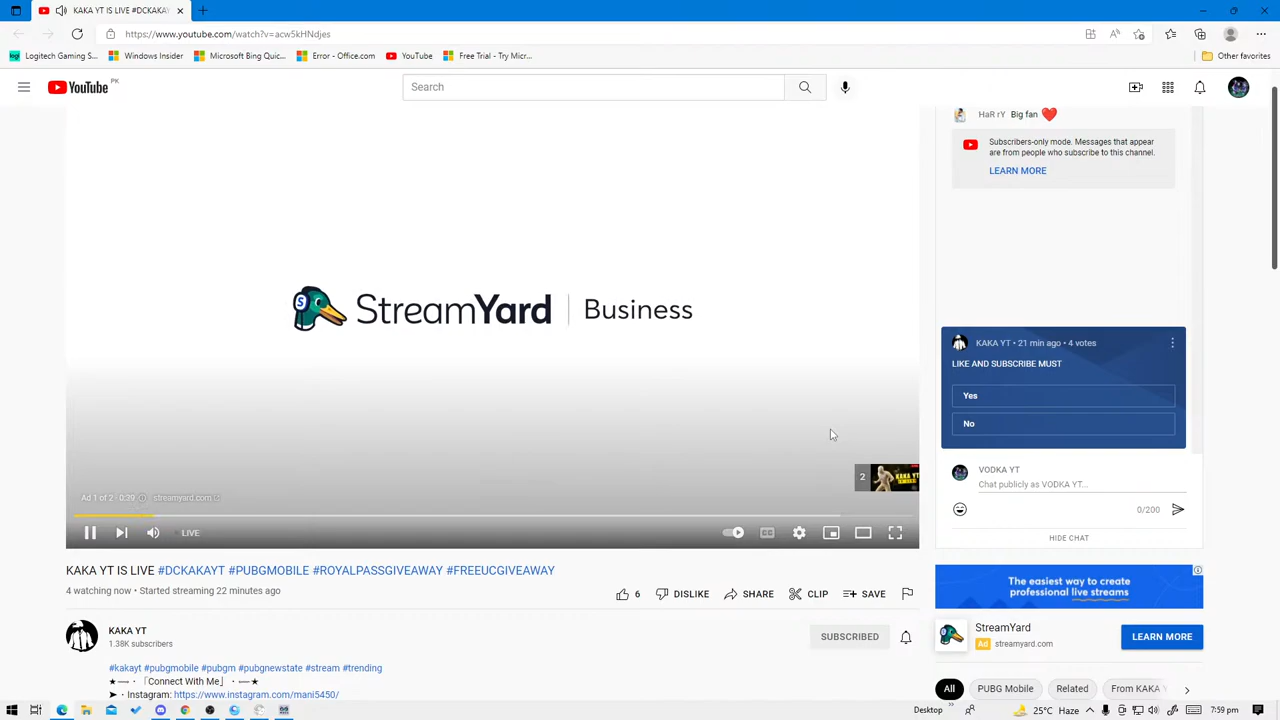 KAKA YT IS LIVE #DCKAKAY
https://www.youtube.com/watch?v=acw5kHNdjes
Logitech Gaming S...
Windows Insider
Microsoft Bing Quic...
Error - Office.com
YouTube
Free Trial - Try Micr...
Other favorites
YouTube PK
Search
HaR rY Big fan
Subscribers-only mode. Messages that appear
are from people who subscribe to this channel.
LEARN MORE
StreamYard | Business
KAKA YT • 21 min ago • 4 votes
LIKE AND SUBSCRIBE MUST
Yes
No
2
VODKA YT
Chat publicly as VODKA YT...
0/200
HIDE CHAT
Ad 1 of 2 · 0:39 streamyard.com
LIVE
KAKA YT IS LIVE #DCKAKAYT #PUBGMOBILE #ROYALPASSGIVEAWAY #FREEUCGIVEAWAY
4 watching now • Started streaming 22 minutes ago
6
DISLIKE
SHARE
CLIP
SAVE
The easiest way to create
professional live streams
StreamYard
Ad streamyard.com
LEARN MORE
KAKA YT
1.38K subscribers
SUBSCRIBED
#kakayt #pubgmobile #pubgm #pubgnewstate #stream #trending
「Connect With Me」
Instagram: https://www.instagram.com/mani5450/
All
PUBG Mobile
Related
From KAKA Y
Desktop
25°C Haze
7:59 pm